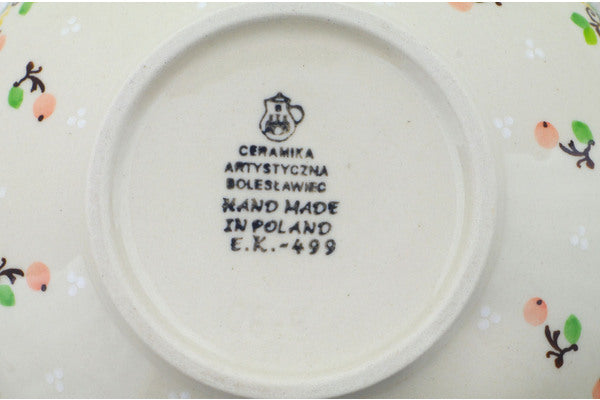 CERAMIKA
ARTYSTYCZNA
BOLESŁAWIEC
HAND MADE
IN POLAND
E.K.-499